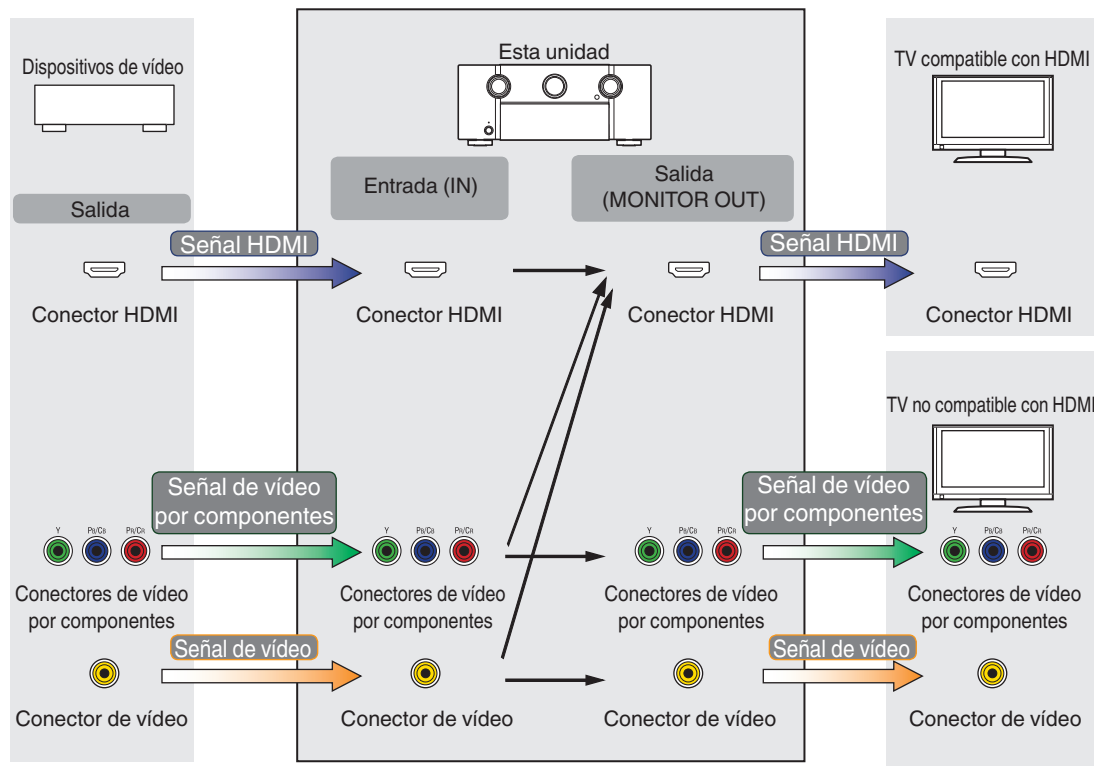 Dispositivos de vídeo
Esta unidad
TV compatible con HDMI
Salida
Entrada (IN)
Salida
(MONITOR OUT)
Señal HDMI
Señal HDMI
Conector HDMI
Conector HDMI
Conector HDMI
Conector HDMI
TV no compatible con HDMI
Señal de vídeo
por componentes
Señal de vídeo
por componentes
Y PB/CB PR/CR
Y PB/CB PR/CR
Y PB/CB PR/CR
Y PB/CB PR/CR
Conectores de vídeo
por componentes
Conectores de vídeo
por componentes
Conectores de vídeo
por componentes
Conectores de vídeo
por componentes
Señal de vídeo
Señal de vídeo
Conector de vídeo
Conector de vídeo
Conector de vídeo
Conector de vídeo